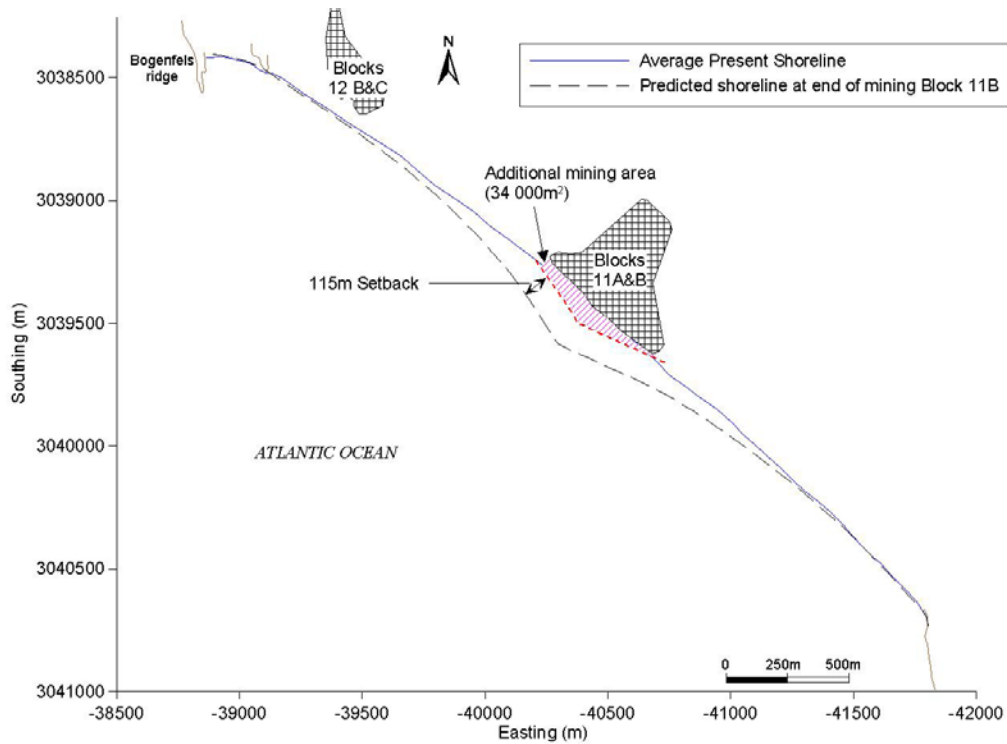 N
Average Present Shoreline
Predicted shoreline at end of mining Block 11B
Bogenfels
ridge
Blocks
12 B&C
Additional mining area
(34 000m²)
Blocks
11A&B
115m Setback
ATLANTIC OCEAN
0 250m 500m
Southing (m)
3038500
3039000
3039500
3040000
3040500
3041000
-38500 -39000 -39500 -40000 -40500 -41000 -41500 -42000
Easting (m)